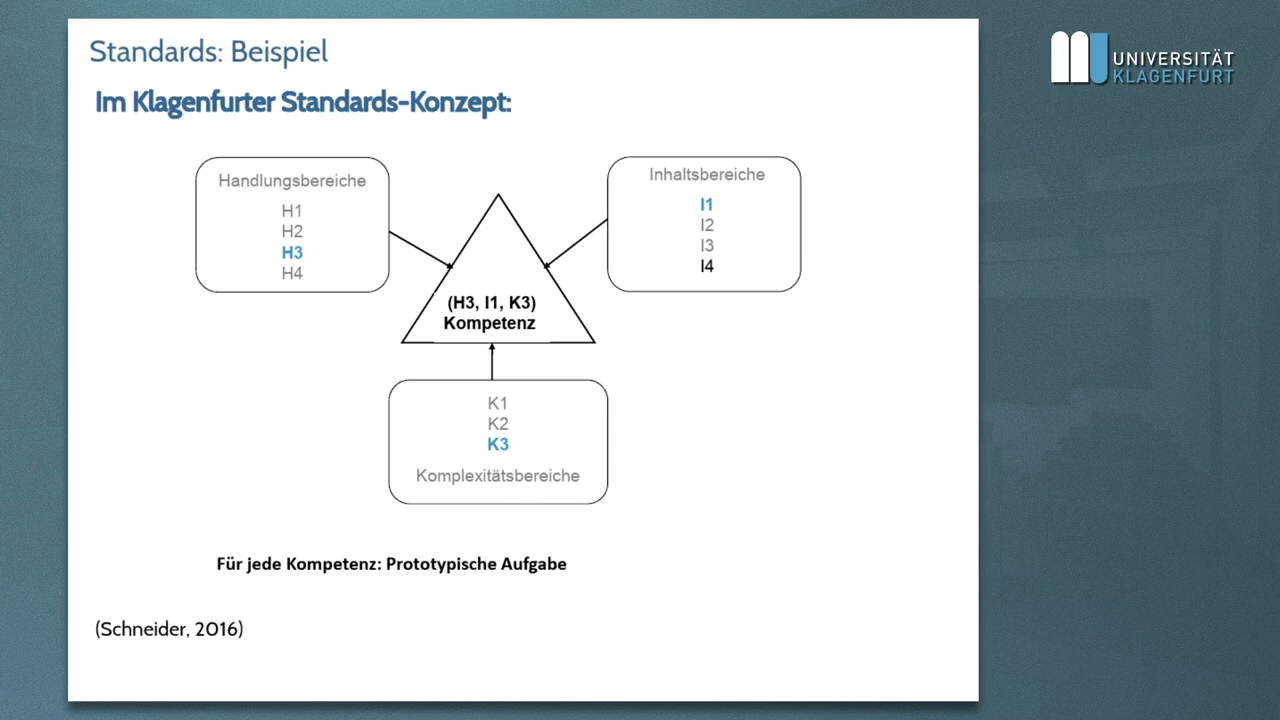 Standards: Beispiel
UNIVERSITÄT
KLAGENFURT
Im Klagenfurter Standards-Konzept:
Handlungsbereiche
H1
H2
H3
H4
Inhaltsbereiche
I1
I2
I3
I4
(H3, I1, K3)
Kompetenz
K1
K2
K3
Komplexitätsbereiche
Für jede Kompetenz: Prototypische Aufgabe
(Schneider, 2016)